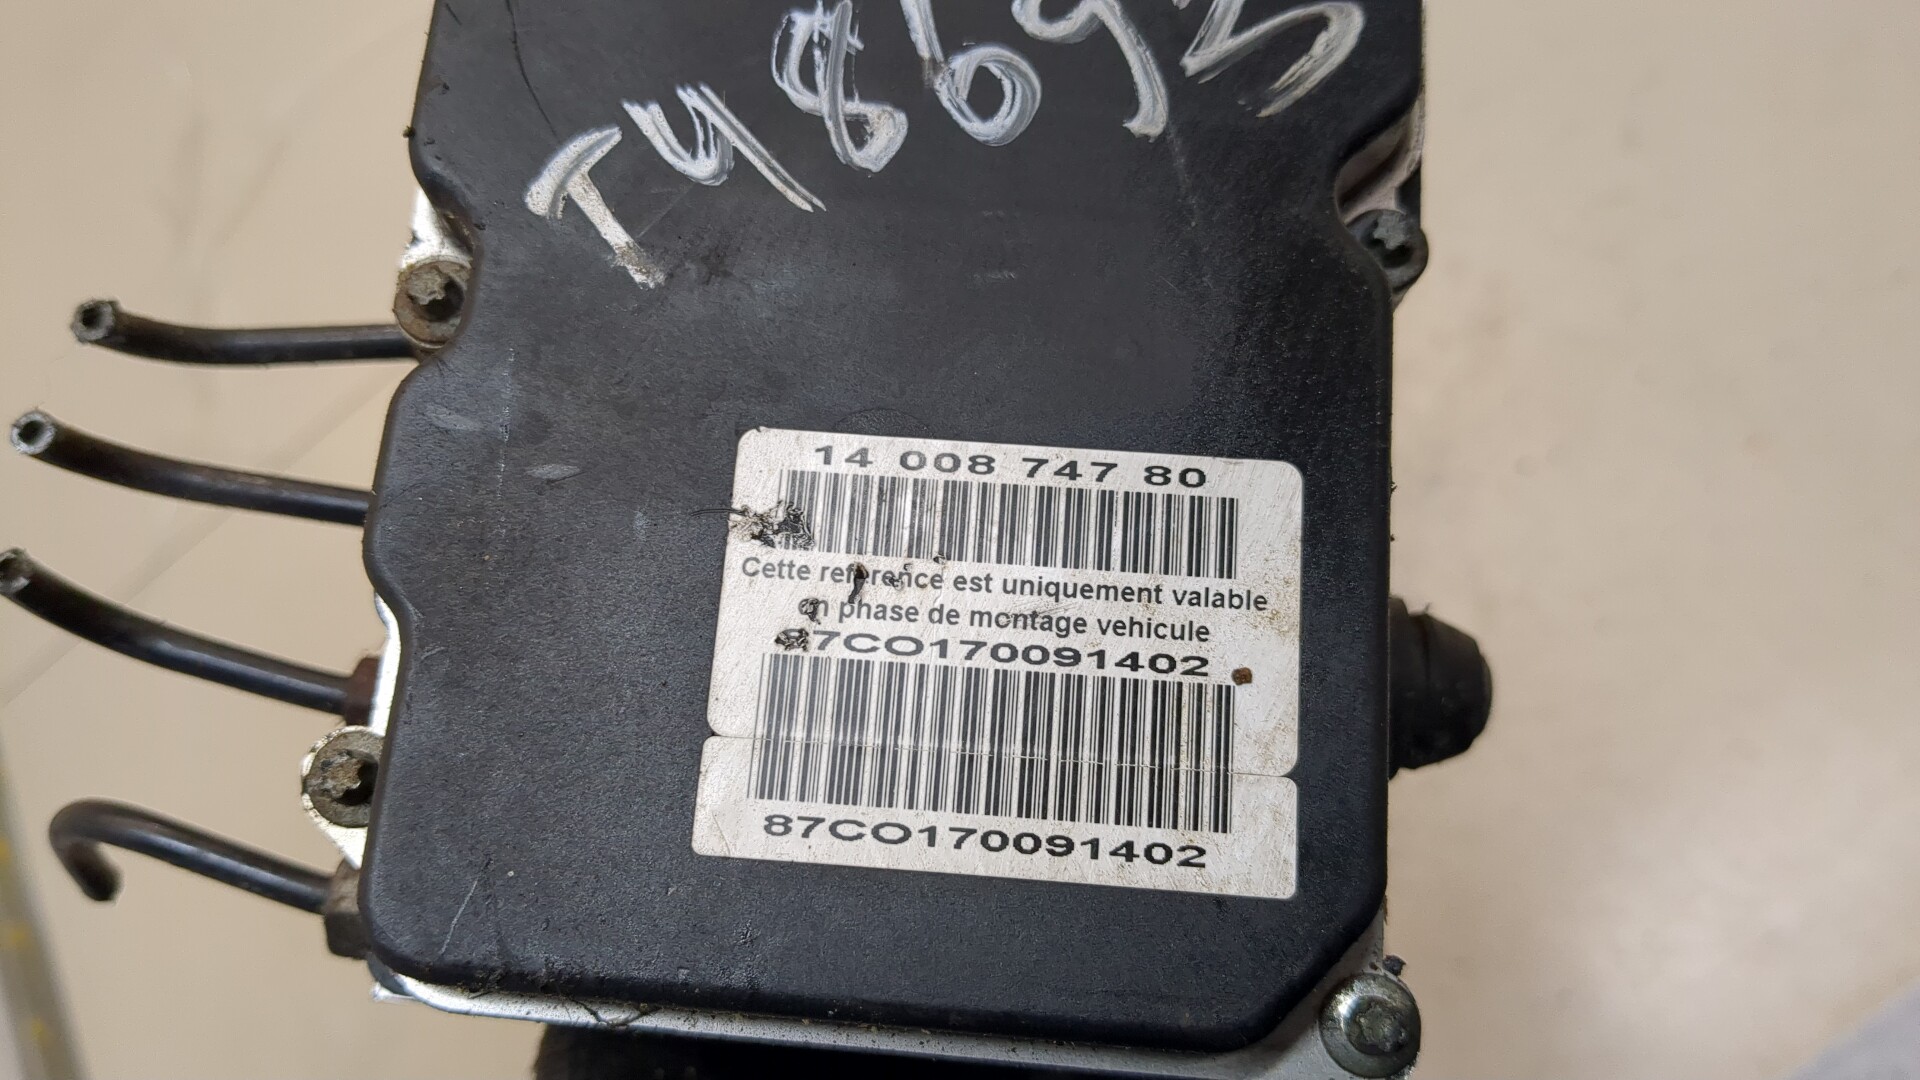 T48693
14 008 747 80
Cette reference est uniquement valable
en phase de montage vehicule
87CO170091402
87CO170091402